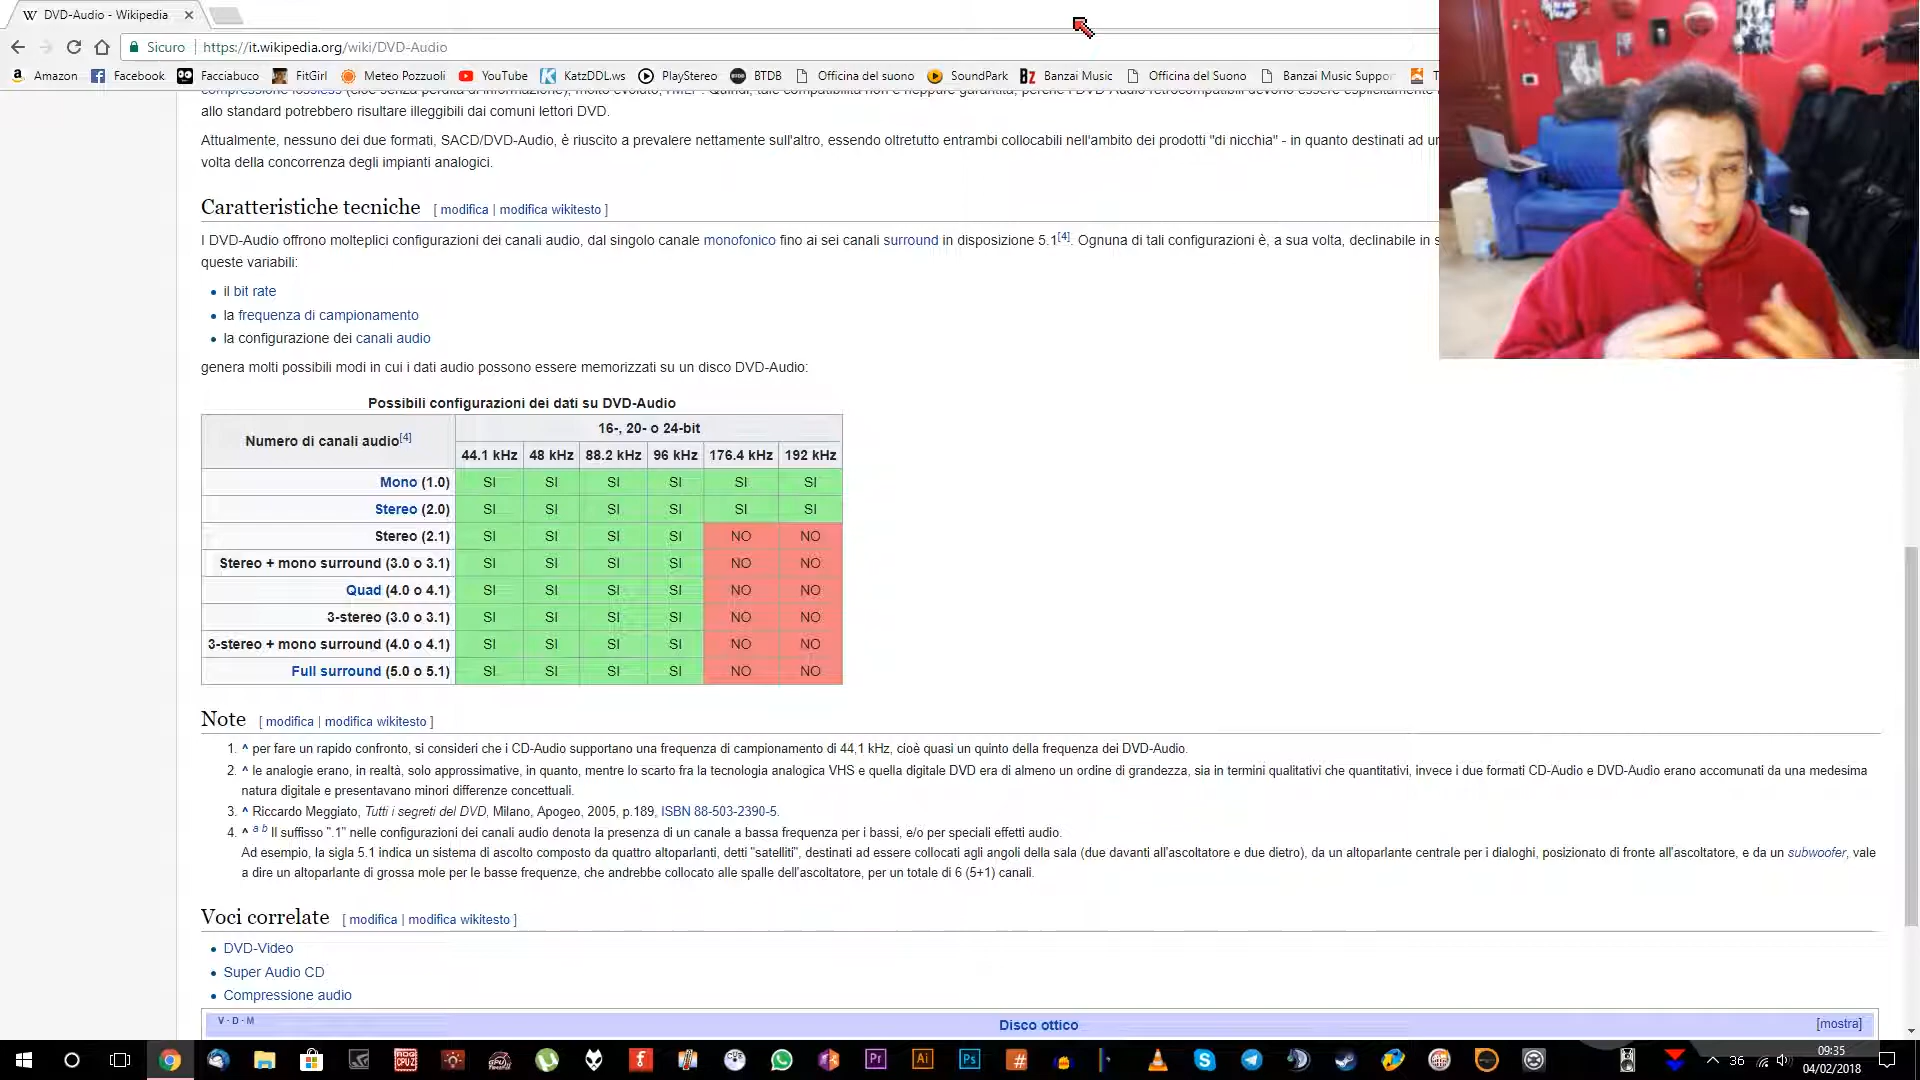 DVD-Audio - Wikipedia
Sicuro
https://it.wikipedia.org/wiki/DVD-Audio
Amazon Facebook Facciabuco FitGirl Meteo Pozzuoli YouTube KatzDDL.ws PlayStereo BTDB Officina del suono SoundPark Banzai Music Officina del Suono Banzai Music Suppor
allo standard potrebbero risultare illeggibili dai comuni lettori DVD.
Attualmente, nessuno dei due formati, SACD/DVD-Audio, è riuscito a prevalere nettamente sull'altro, essendo oltretutto entrambi collocabili nell'ambito dei prodotti "di nicchia" - in quanto destinati ad
volta della concorrenza degli impianti analogici.
Caratteristiche tecniche [ modifica | modifica wikitesto ]
I DVD-Audio offrono molteplici configurazioni dei canali audio, dal singolo canale monofonico fino ai sei canali surround in disposizione 5.1[4]. Ognuna di tali configurazioni è, a sua volta, declinabile in
queste variabili:
il bit rate
la frequenza di campionamento
la configurazione dei canali audio
genera molti possibili modi in cui i dati audio possono essere memorizzati su un disco DVD-Audio:
Possibili configurazioni dei dati su DVD-Audio
Numero di canali audio[4] 16-, 20- o 24-bit
44.1 kHz 48 kHz 88.2 kHz 96 kHz 176.4 kHz 192 kHz
Mono (1.0) SI SI SI SI SI SI
Stereo (2.0) SI SI SI SI SI SI
Stereo (2.1) SI SI SI SI NO NO
Stereo + mono surround (3.0 o 3.1) SI SI SI SI NO NO
Quad (4.0 o 4.1) SI SI SI SI NO NO
3-stereo (3.0 o 3.1) SI SI SI SI NO NO
3-stereo + mono surround (4.0 o 4.1) SI SI SI SI NO NO
Full surround (5.0 o 5.1) SI SI SI SI NO NO
Note [ modifica | modifica wikitesto ]
1. ^ per fare un rapido confronto, si consideri che i CD-Audio supportano una frequenza di campionamento di 44,1 kHz, cioè quasi un quinto della frequenza dei DVD-Audio.
2. ^ le analogie erano, in realtà, solo approssimative, in quanto, mentre lo scarto fra la tecnologia analogica VHS e quella digitale DVD era di almeno un ordine di grandezza, sia in termini qualitativi che quantitativi, invece i due formati CD-Audio e DVD-Audio erano accomunati da una medesima
natura digitale e presentavano minori differenze concettuali.
3. ^ Riccardo Meggiato, Tutti i segreti del DVD, Milano, Apogeo, 2005, p.189, ISBN 88-503-2390-5.
4. ^ a b Il suffisso ".1" nelle configurazioni dei canali audio denota la presenza di un canale a bassa frequenza per i bassi, e/o per speciali effetti audio.
Ad esempio, la sigla 5.1 indica un sistema di ascolto composto da quattro altoparlanti, detti "satelliti", destinati ad essere collocati agli angoli della sala (due davanti all'ascoltatore e due dietro), da un altoparlante centrale per i dialoghi, posizionato di fronte all'ascoltatore, e da un subwoofer, vale
a dire un altoparlante di grossa mole per le basse frequenze, che andrebbe collocato alle spalle dell'ascoltatore, per un totale di 6 (5+1) canali.
Voci correlate [ modifica | modifica wikitesto ]
DVD-Video
Super Audio CD
Compressione audio
V · D · M Disco ottico [mostra]
36
09:35
04/02/2018